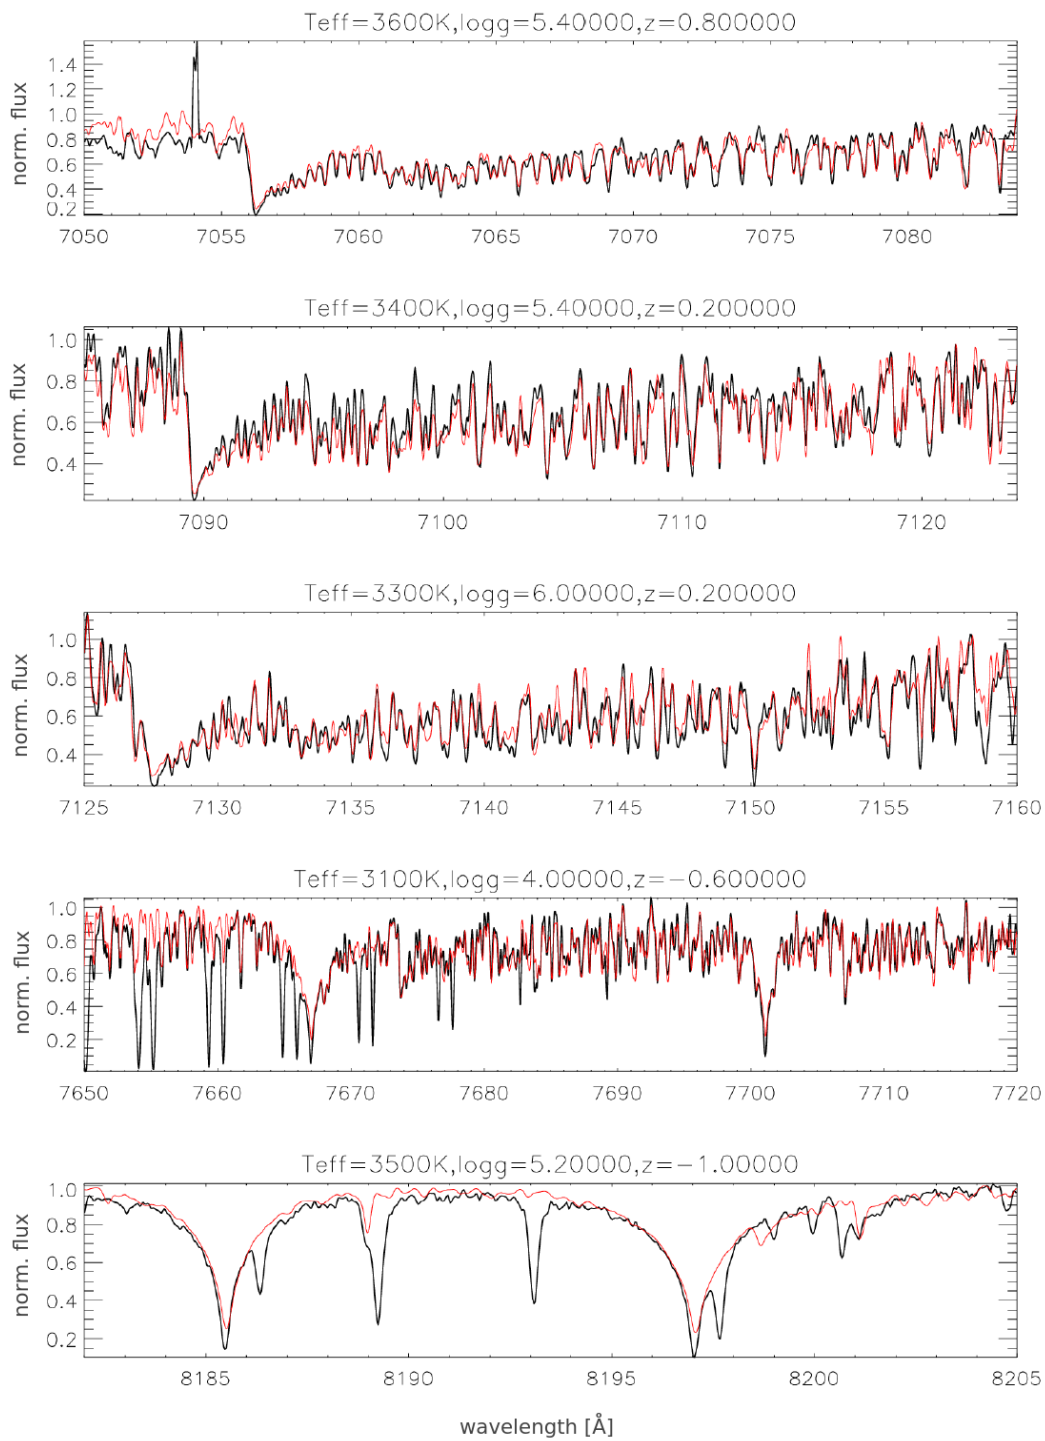 Teff=3600K,logg=5.40000,z=0.800000
norm. flux
1.4
1.2
1.0
0.8
0.6
0.4
0.2
7050 7055 7060 7065 7070 7075 7080
Teff=3400K,logg=5.40000,z=0.200000
norm. flux
1.0
0.8
0.6
0.4
7090 7100 7110 7120
Teff=3300K,logg=6.00000,z=0.200000
norm. flux
1.0
0.8
0.6
0.4
7125 7130 7135 7140 7145 7150 7155 7160
Teff=3100K,logg=4.00000,z=−0.600000
norm. flux
1.0
0.8
0.6
0.4
0.2
7650 7660 7670 7680 7690 7700 7710 7720
Teff=3500K,logg=5.20000,z=−1.00000
norm. flux
1.0
0.8
0.6
0.4
0.2
8185 8190 8195 8200 8205
wavelength [Å]